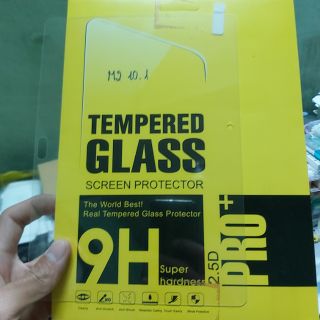 M9 10.1
TEMPERED
GLASS
SCREEN PROTECTOR
The World Best!
Real Tempered Glass Protector
9H
Super
hardness
2.5D
PRO+